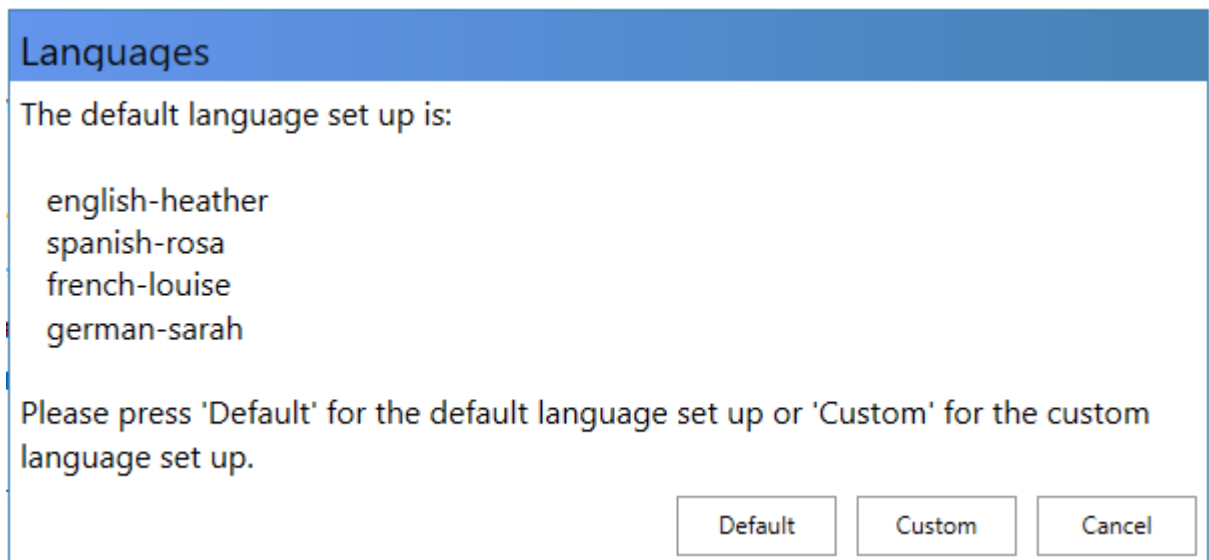 Languages
The default language set up is:
english-heather
spanish-rosa
french-louise
german-sarah
Please press 'Default' for the default language set up or 'Custom' for the custom
language set up.
Default Custom Cancel